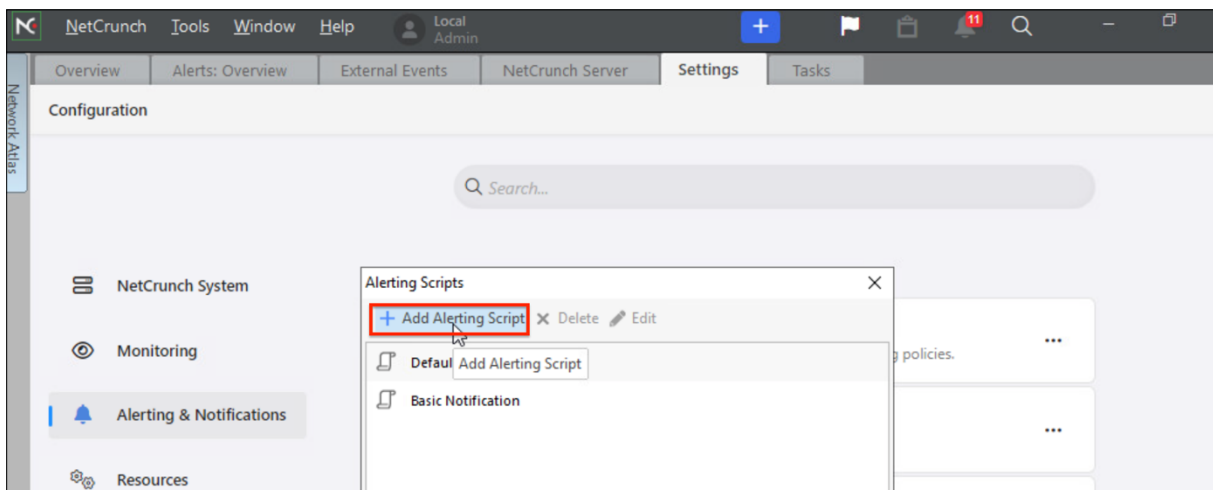 NetCrunch Tools Window Help Local Admin 11
Network Atlas
Overview Alerts: Overview External Events NetCrunch Server Settings Tasks
Configuration
Search...
NetCrunch System
Monitoring
Alerting & Notifications
Resources
Alerting Scripts
Add Alerting Script Delete Edit
Defaul
Add Alerting Script
Basic Notification
policies.